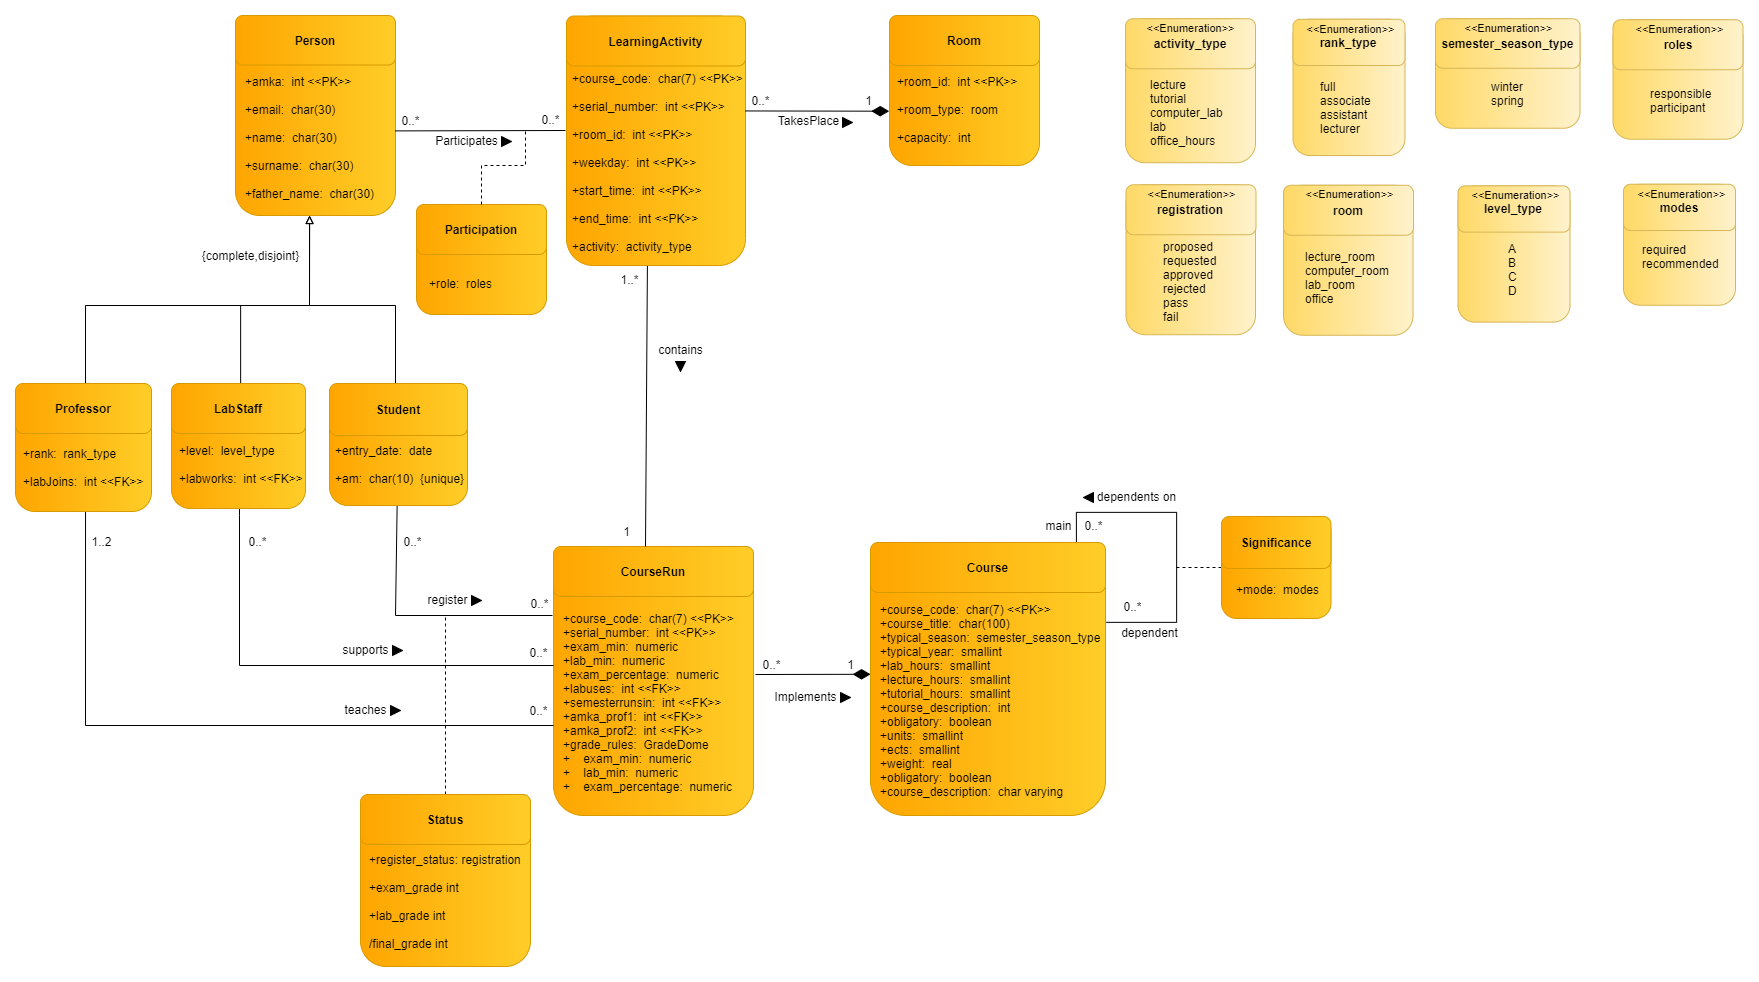 Person
+amka:  int <<PK>>
+email:  char(30)
+name:  char(30)
+surname:  char(30)
+father_name:  char(30)
0..*
0..*
Participates
LearningActivity
+course_code:  char(7) <<PK>>
+serial_number:  int <<PK>>
+room_id:  int <<PK>>
+weekday:  int <<PK>>
+start_time:  int <<PK>>
+end_time:  int <<PK>>
+activity:  activity_type
0..*
1
TakesPlace
Room
+room_id:  int <<PK>>
+room_type:  room
+capacity:  int
<<Enumeration>>
activity_type
lecture
tutorial
computer_lab
lab
office_hours
<<Enumeration>>
rank_type
full
associate
assistant
lecturer
<<Enumeration>>
semester_season_type
winter
spring
<<Enumeration>>
roles
responsible
participant
<<Enumeration>>
registration
proposed
requested
approved
rejected
pass
fail
<<Enumeration>>
room
lecture_room
computer_room
lab_room
office
<<Enumeration>>
level_type
A
B
C
D
<<Enumeration>>
modes
required
recommended
Participation
+role:  roles
{complete,disjoint}
1..*
contains
1
Professor
+rank:  rank_type
+labJoins:  int <<FK>>
LabStaff
+level:  level_type
+labworks:  int <<FK>>
Student
+entry_date:  date
+am:  char(10)  {unique}
1..2
0..*
0..*
register
0..*
supports
0..*
teaches
0..*
CourseRun
+course_code:  char(7) <<PK>>
+serial_number:  int <<PK>>
+exam_min:  numeric
+lab_min:  numeric
+exam_percentage:  numeric
+labuses:  int <<FK>>
+semesterrunsin:  int <<FK>>
+amka_prof1:  int <<FK>>
+amka_prof2:  int <<FK>>
+grade_rules:  GradeDome
+    exam_min:  numeric
+    lab_min:  numeric
+    exam_percentage:  numeric
0..*
1
Implements
Course
+course_code:  char(7) <<PK>>
+course_title:  char(100)
+typical_season:  semester_season_type
+typical_year:  smallint
+lab_hours:  smallint
+lecture_hours:  smallint
+tutorial_hours:  smallint
+course_description:  int
+obligatory:  boolean
+units:  smallint
+ects:  smallint
+weight:  real
+obligatory:  boolean
+course_description:  char varying
dependents on
main
0..*
0..*
dependent
Significance
+mode:  modes
Status
+register_status: registration
+exam_grade int
+lab_grade int
/final_grade int